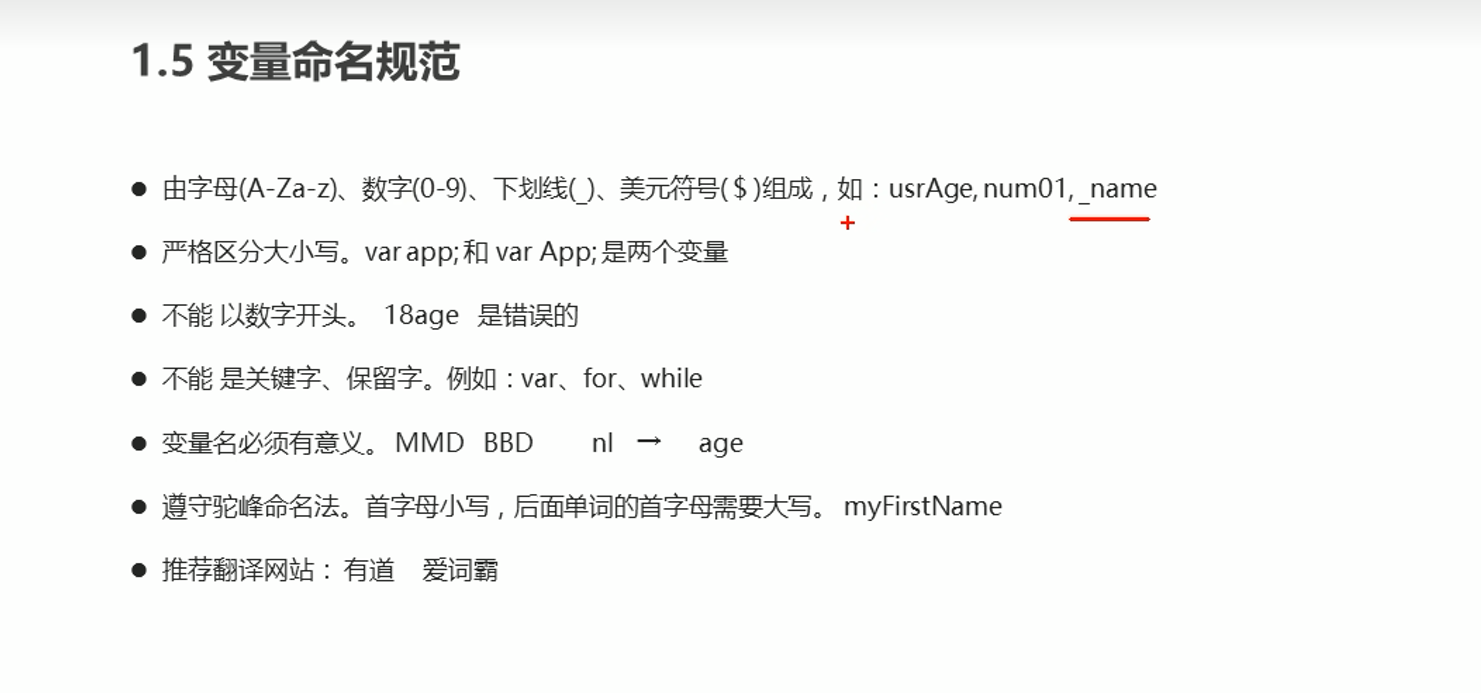 1.5 变量命名规范
● 由字母(A-Za-z)、数字(0-9)、下划线(_)、美元符号( $ )组成，如：usrAge, num01, _name
● 严格区分大小写。var app; 和 var App; 是两个变量
● 不能 以数字开头。 18age 是错误的
● 不能 是关键字、保留字。例如：var、for、while
● 变量名必须有意义。 MMD BBD nl → age
● 遵守驼峰命名法。首字母小写，后面单词的首字母需要大写。 myFirstName
● 推荐翻译网站： 有道 爱词霸